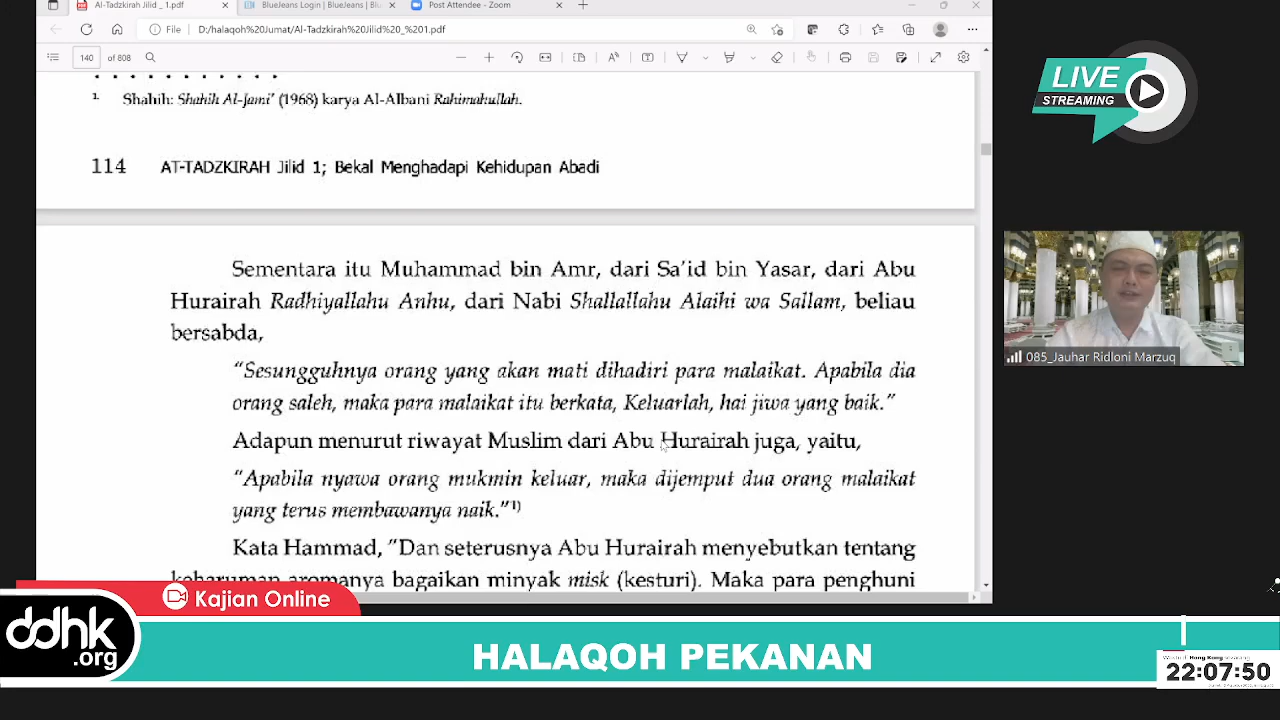 Al-Tadzkirah Jilid _ 1.pdf
BlueJeans Login | BlueJeans | Blu
Post Attendee - Zoom
File
D:/halaqoh%20Jumat/Al-Tadzkirah%20Jilid%20_%201.pdf
140 of 808
1. Shahih: Shahih Al-Jami' (1968) karya Al-Albani Rahimahullah.
114 AT-TADZKIRAH Jilid 1; Bekal Menghadapi Kehidupan Abadi
Sementara itu Muhammad bin Amr, dari Sa'id bin Yasar, dari Abu
Hurairah Radhiyallahu Anhu, dari Nabi Shallallahu Alaihi wa Sallam, beliau
bersabda,
"Sesungguhnya orang yang akan mati dihadiri para malaikat. Apabila dia
orang saleh, maka para malaikat itu berkata, Keluarlah, hai jiwa yang baik."
Adapun menurut riwayat Muslim dari Abu Hurairah juga, yaitu,
"Apabila nyawa orang mukmin keluar, maka dijemput dua orang malaikat
yang terus membawanya naik."1)
Kata Hammad, "Dan seterusnya Abu Hurairah menyebutkan tentang
keharuman aromanya bagaikan minyak misk (kesturi). Maka para penghuni
LIVE
STREAMING
085_Jauhar Ridloni Marzuq
Kajian Online
ddhk
.org
HALAQOH PEKANAN
Hong Kong
22:07:50